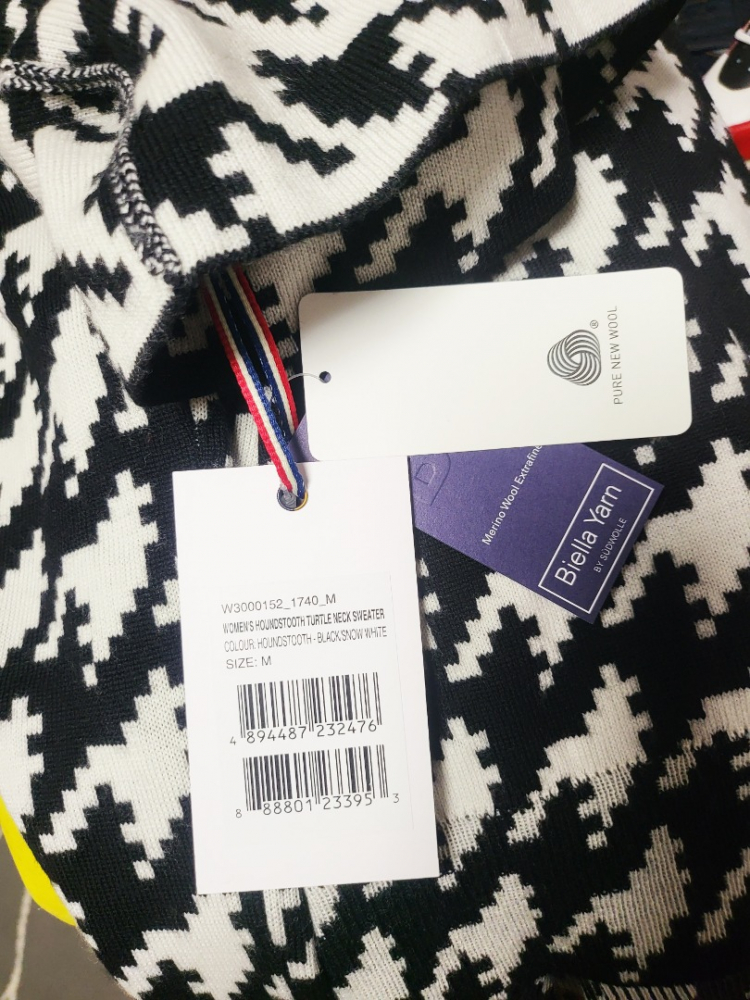 PURE NEW WOOL
®
Merino Wool Extrafine
Biella Yarn
BY SÜDWOLLE
W3000152_1740_M
WOMEN'S HOUNDSTOOTH TURTLE NECK SWEATER
COLOUR: HOUNDSTOOTH - BLACK,SNOW WHITE
SIZE: M
4 894487 232476
8 88801 23395 3